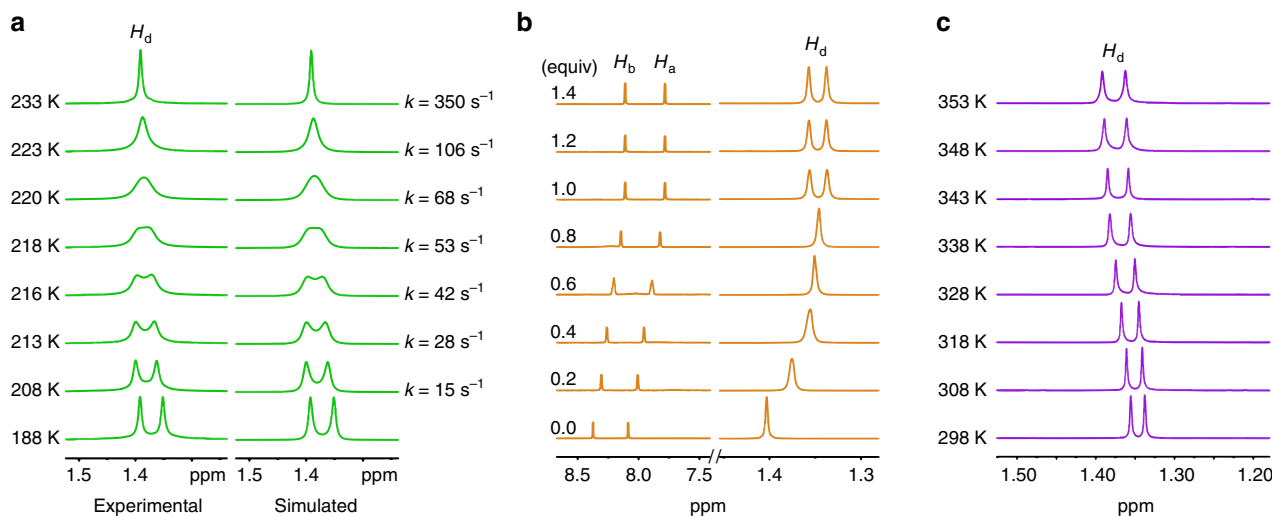 a
H_d
233 K
k = 350 s⁻¹
223 K
k = 106 s⁻¹
220 K
k = 68 s⁻¹
218 K
k = 53 s⁻¹
216 K
k = 42 s⁻¹
213 K
k = 28 s⁻¹
208 K
k = 15 s⁻¹
188 K
1.5 1.4 ppm
1.5 1.4 ppm
Experimental
Simulated
b
(equiv)
H_b H_a
H_d
1.4
1.2
1.0
0.8
0.6
0.4
0.2
0.0
8.5 8.0 7.5 1.4 1.3
ppm
c
H_d
353 K
348 K
343 K
338 K
328 K
318 K
308 K
298 K
1.50 1.40 1.30 1.20
ppm